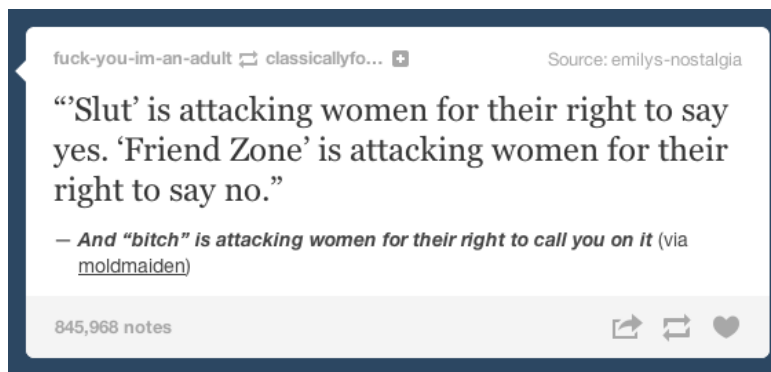 fuck-you-im-an-adult classicallyfo... Source: emilys-nostalgia
“’Slut’ is attacking women for their right to say
yes. ‘Friend Zone’ is attacking women for their
right to say no.”
— And “bitch” is attacking women for their right to call you on it (via
moldmaiden)
845,968 notes